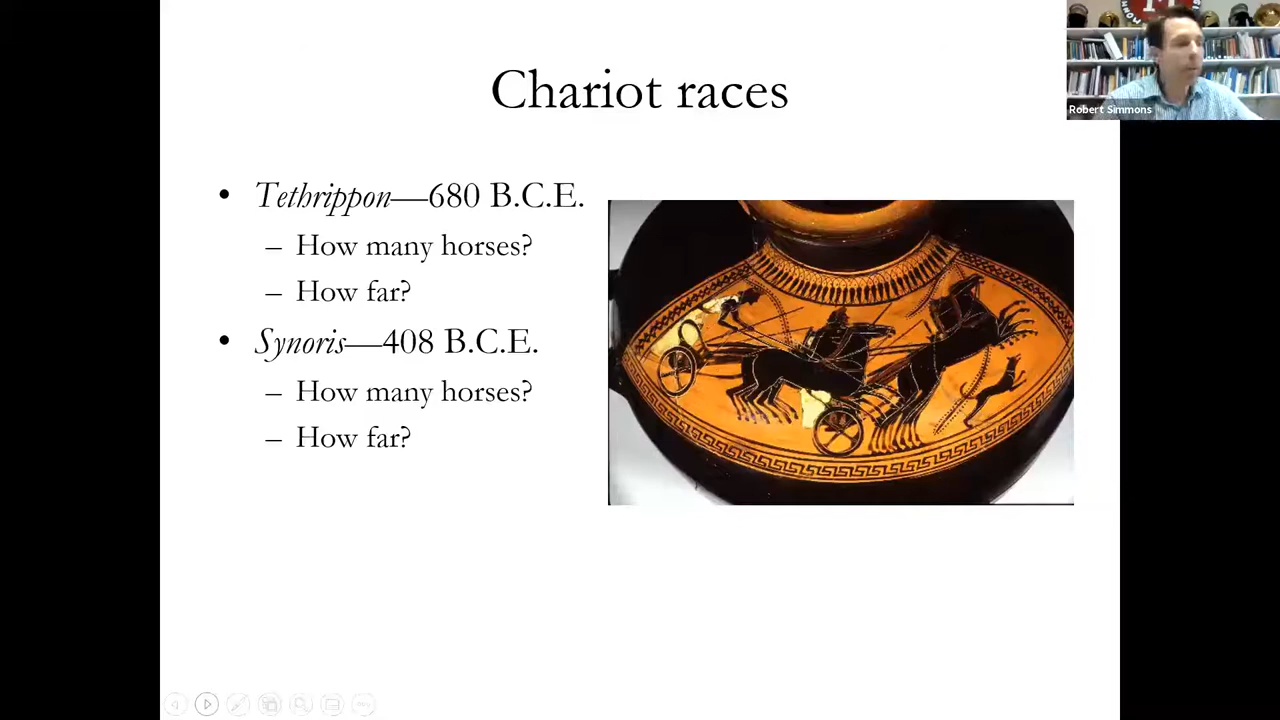 Chariot races
• Tethrippon—680 B.C.E.
– How many horses?
– How far?
• Synoris—408 B.C.E.
– How many horses?
– How far?
Robert Simmons